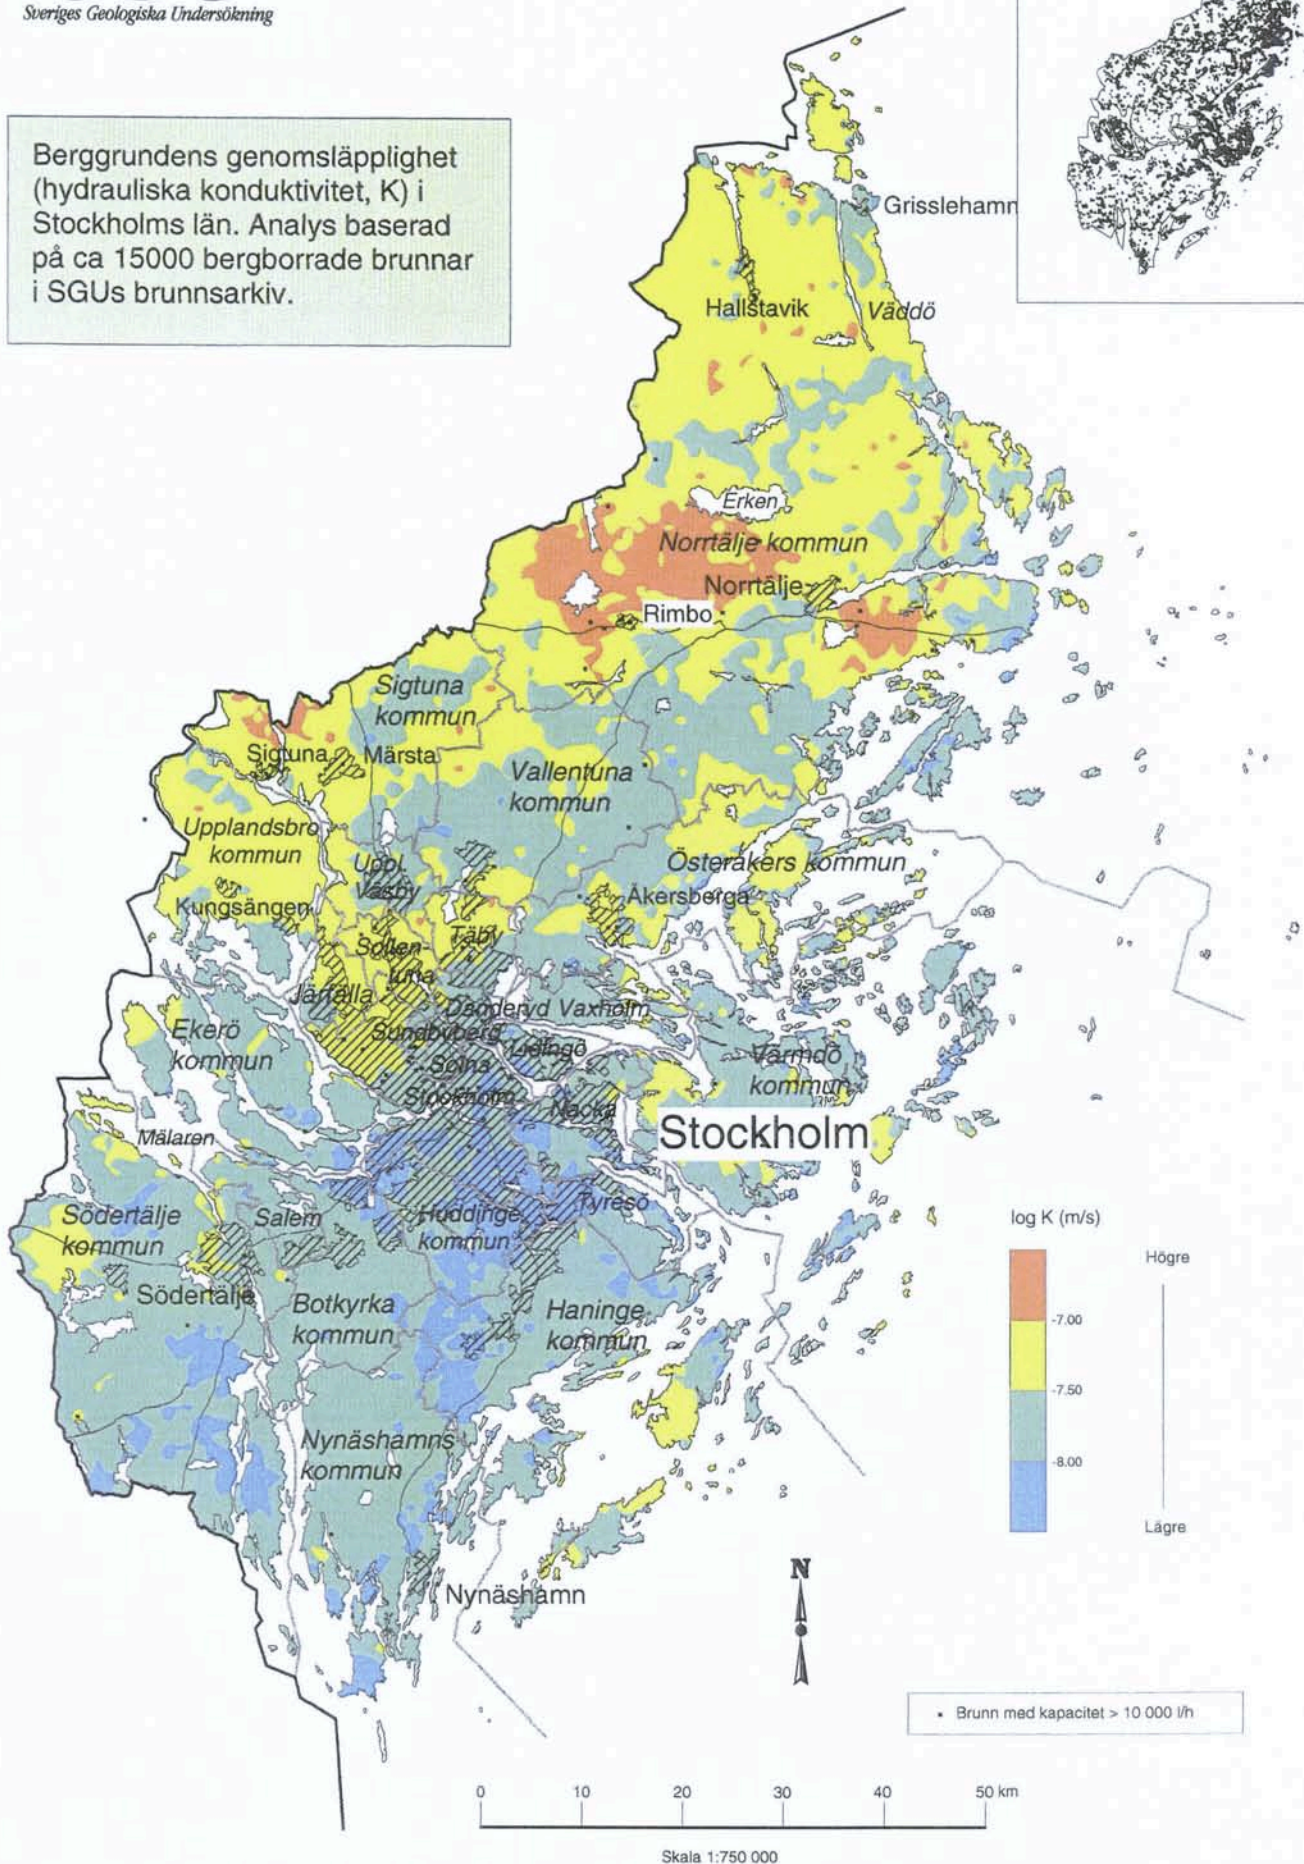 Sveriges Geologiska Undersökning
Berggrundens genomsläpplighet
(hydrauliska konduktivitet, K) i
Stockholms län. Analys baserad
på ca 15000 bergborrade brunnar
i SGUs brunnsarkiv.
Grisslehamn
Hallstavik
Väddö
Erken
Norrtälje kommun
Norrtälje
Rimbo
Sigtuna
kommun
Sigtuna
Märsta
Vallentuna
kommun
Upplandsbro
kommun
Uppl.
Väsby
Österåkers kommun
Åkersberga
Kungsängen
Täby
Sollen-
tuna
Järfälla
Danderyd Vaxholm
Ekerö
kommun
Sundbyberg
Lidingö
Solna
Värmdö
kommun
Stockholm
Nacka
Stockholm
Mälaren
Södertälje
kommun
Salem
Huddinge
kommun
Tyresö
Södertälje
Botkyrka
kommun
Haninge
kommun
Nynäshamns
kommun
Nynäshamn
log K (m/s)
Högre
-7.00
-7.50
-8.00
Lägre
N
Brunn med kapacitet > 10 000 l/h
0 10 20 30 40 50 km
Skala 1:750 000